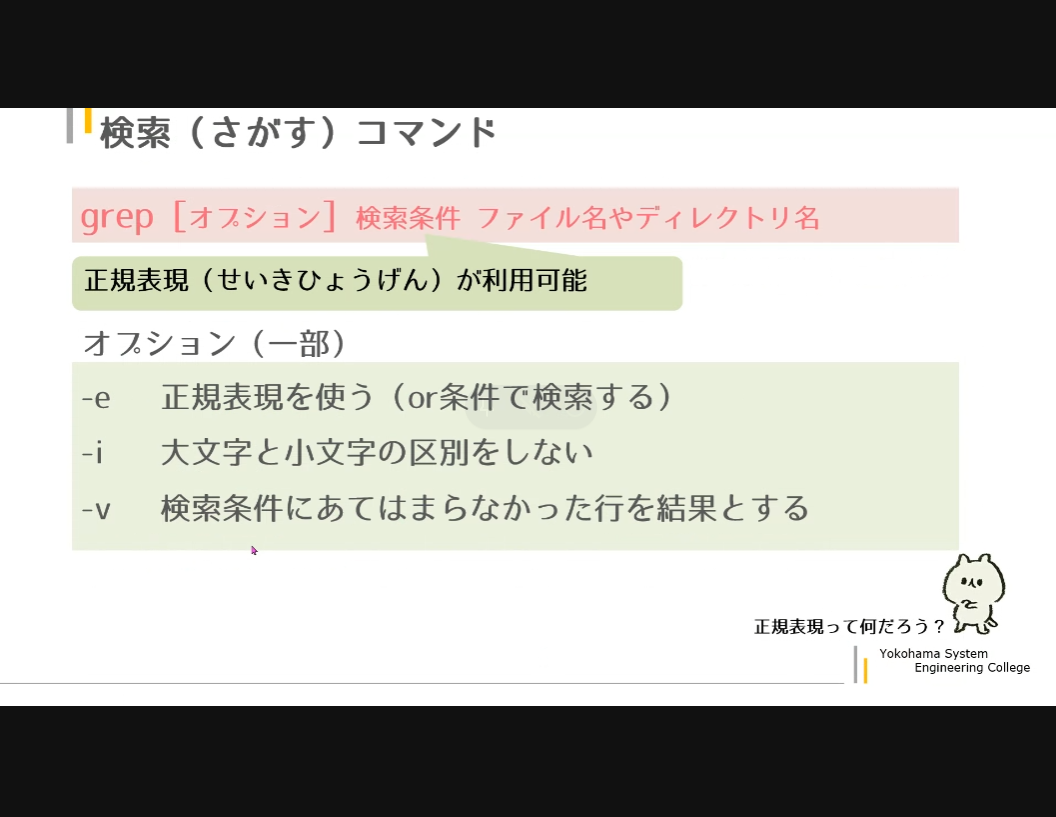 検索（さがす）コマンド
grep [オプション] 検索条件 ファイル名やディレクトリ名
正規表現（せいきひょうげん）が利用可能
オプション（一部）
-e 正規表現を使う（or条件で検索する）
-i 大文字と小文字の区別をしない
-v 検索条件にあてはまらなかった行を結果とする
正規表現って何だろう？
Yokohama System
Engineering College